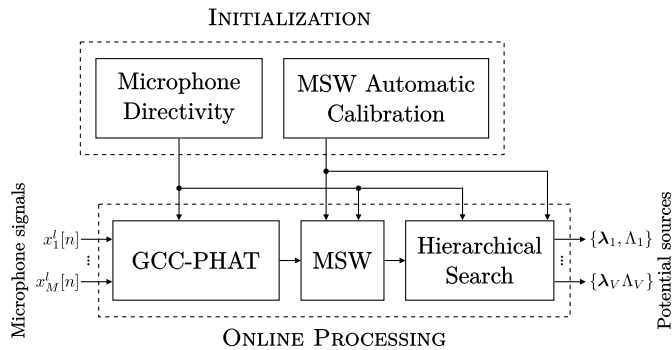 INITIALIZATION
Microphone
Directivity
MSW Automatic
Calibration
Microphone signals
x_1^l[n]
...
x_M^l[n]
GCC-PHAT
MSW
Hierarchical
Search
{λ_1, Λ_1}
...
{λ_V Λ_V}
Potential sources
ONLINE PROCESSING